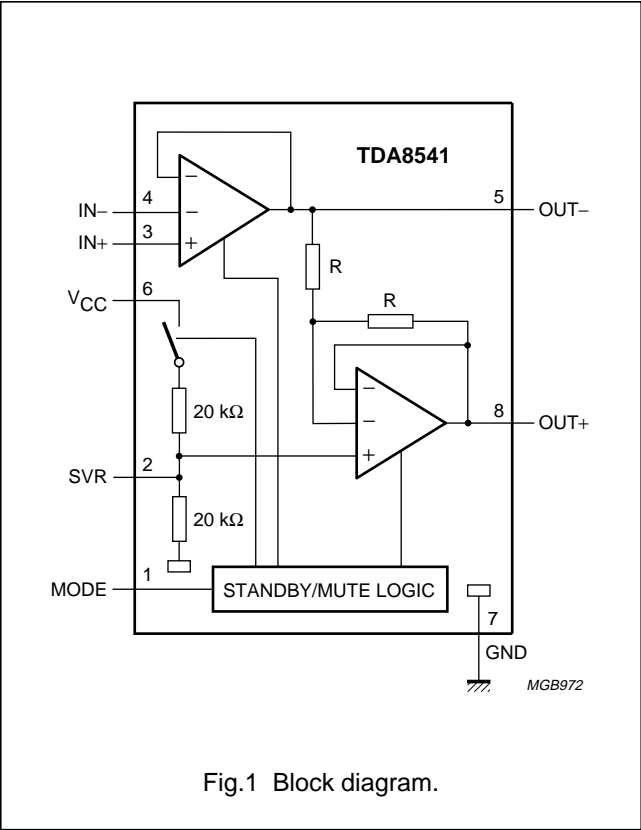 TDA8541
IN− 4 − − 5 OUT−
IN+ 3 +
R
VCC 6
R
20 kΩ
−
− 8 OUT+
SVR 2 +
20 kΩ
MODE 1 STANDBY/MUTE LOGIC
7
GND
MGB972
Fig.1 Block diagram.